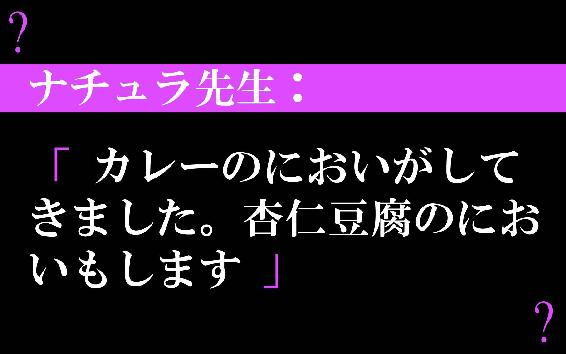 ?
ナチュラ先生：
「 カレーのにおいがして
きました。杏仁豆腐のにお
いもします 」
?